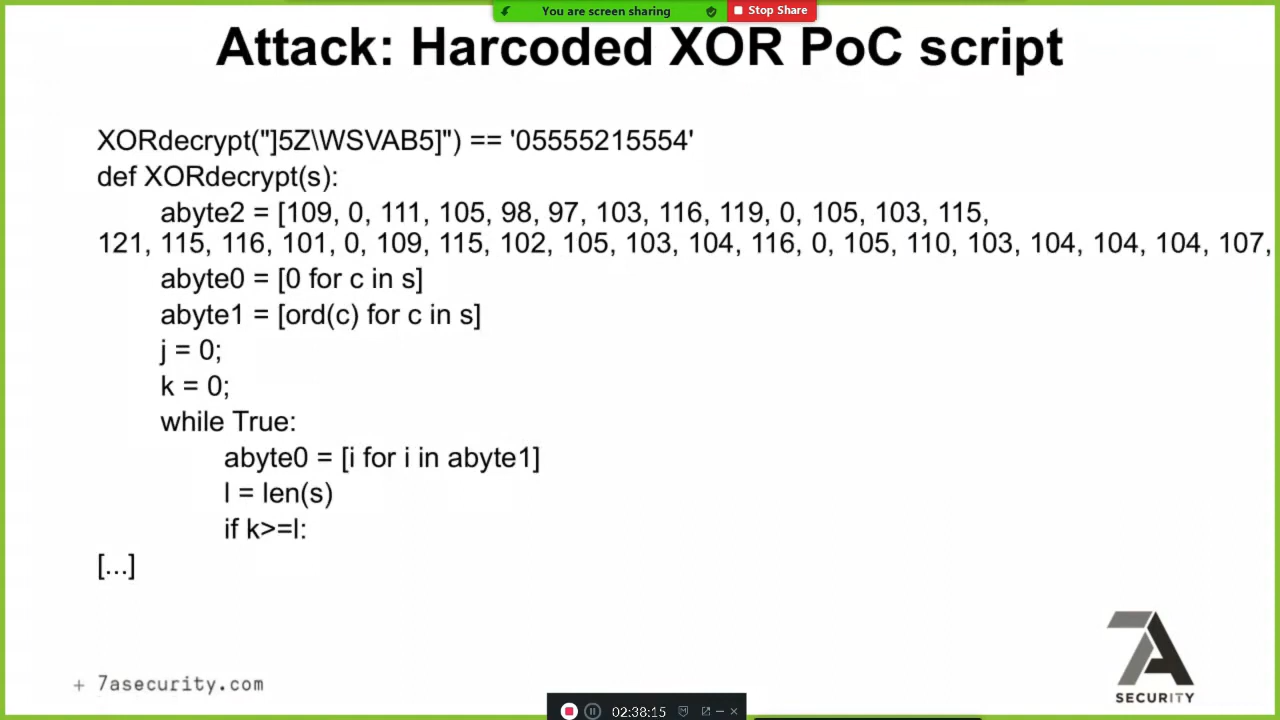 You are screen sharing
Stop Share
Attack: Harcoded XOR PoC script
XORdecrypt("]5Z\WSVAB5]") == '05555215554'
def XORdecrypt(s):
abyte2 = [109, 0, 111, 105, 98, 97, 103, 116, 119, 0, 105, 103, 115,
121, 115, 116, 101, 0, 109, 115, 102, 105, 103, 104, 116, 0, 105, 110, 103, 104, 104, 104, 107,
abyte0 = [0 for c in s]
abyte1 = [ord(c) for c in s]
j = 0;
k = 0;
while True:
abyte0 = [i for i in abyte1]
l = len(s)
if k>=l:
[...]
+ 7asecurity.com
7A
SECURITY
02:38:15